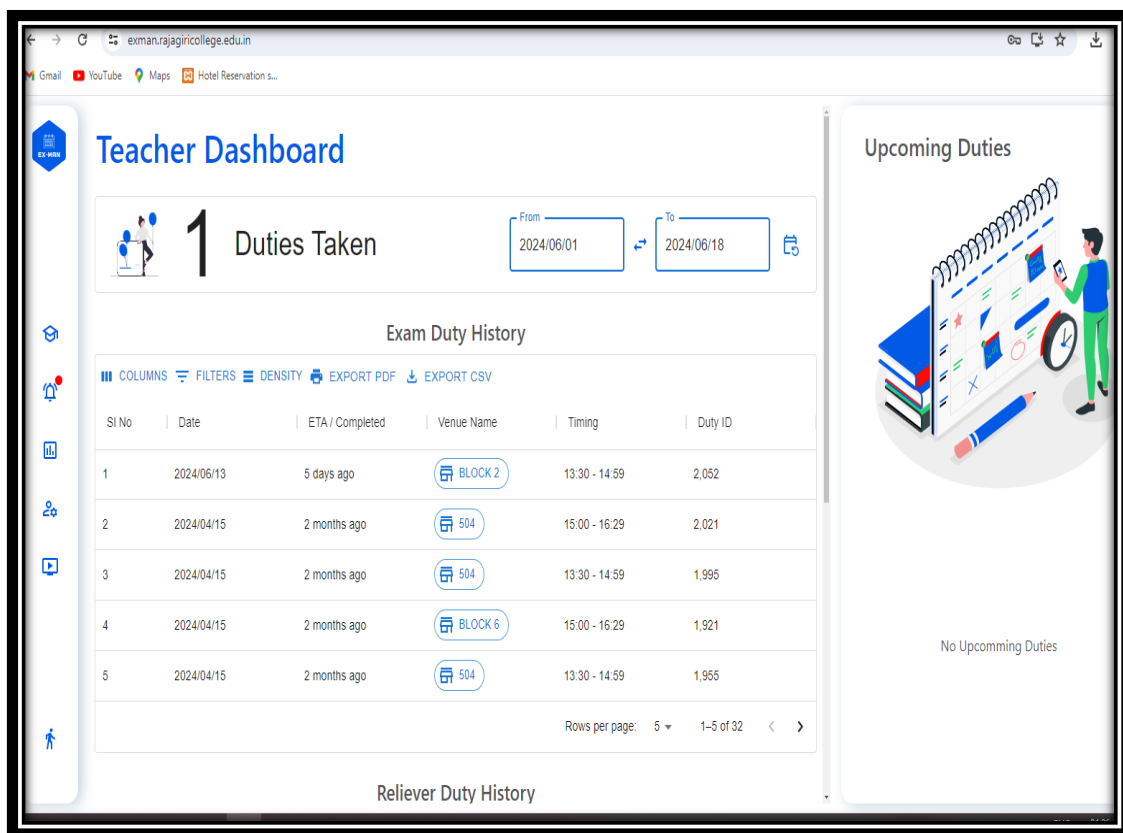 exman.rajagiricollege.edu.in
Gmail YouTube Maps Hotel Reservation s...
EX-MAN
Teacher Dashboard
1 Duties Taken
From
2024/06/01
To
2024/06/18
Exam Duty History
COLUMNS FILTERS DENSITY EXPORT PDF EXPORT CSV
SI No Date ETA / Completed Venue Name Timing Duty ID
1 2024/06/13 5 days ago BLOCK 2 13:30 - 14:59 2,052
2 2024/04/15 2 months ago 504 15:00 - 16:29 2,021
3 2024/04/15 2 months ago 504 13:30 - 14:59 1,995
4 2024/04/15 2 months ago BLOCK 6 15:00 - 16:29 1,921
5 2024/04/15 2 months ago 504 13:30 - 14:59 1,955
Rows per page: 5 1–5 of 32
Reliever Duty History
Upcoming Duties
No Upcomming Duties